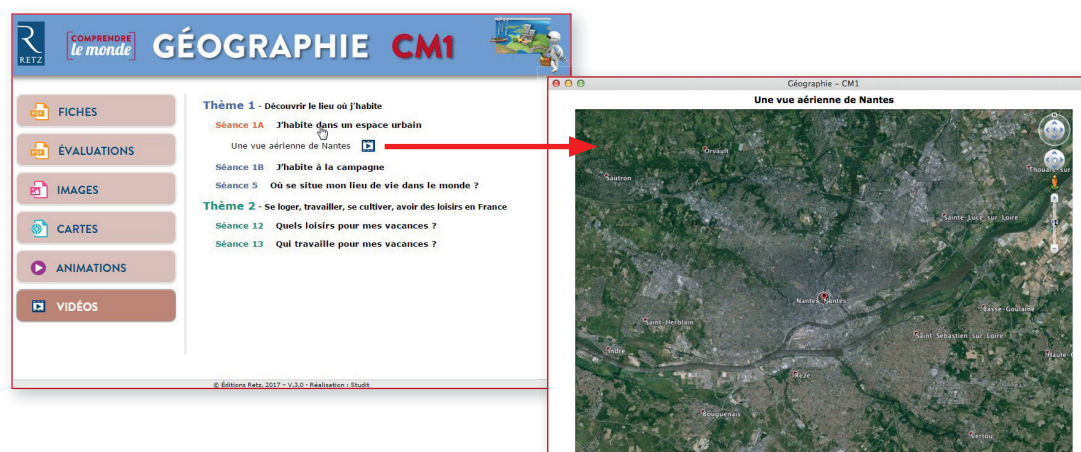 RETZ
COMPRENDRE
le monde
GÉOGRAPHIE CM1
FICHES
ÉVALUATIONS
IMAGES
CARTES
ANIMATIONS
VIDÉOS
Thème 1 - Découvrir le lieu où j'habite
Séance 1A J'habite dans un espace urbain
Une vue aérienne de Nantes
Séance 1B J'habite à la campagne
Séance 5 Où se situe mon lieu de vie dans le monde ?
Thème 2 - Se loger, travailler, se cultiver, avoir des loisirs en France
Séance 12 Quels loisirs pour mes vacances ?
Séance 13 Qui travaille pour mes vacances ?
© Éditions Retz, 2017 - V.3.0 - Réalisation : Studit
Géographie – CM1
Une vue aérienne de Nantes
Orvault
Sautron
Thouaré-sur
Sainte-Luce-sur-Loire
Nantes Nantes
Basse-Goulaine
Saint-Herblain
Saint-Sébastien-sur-Loire
Indre
Haute-G
Rezé
Bouguenais
Vertou